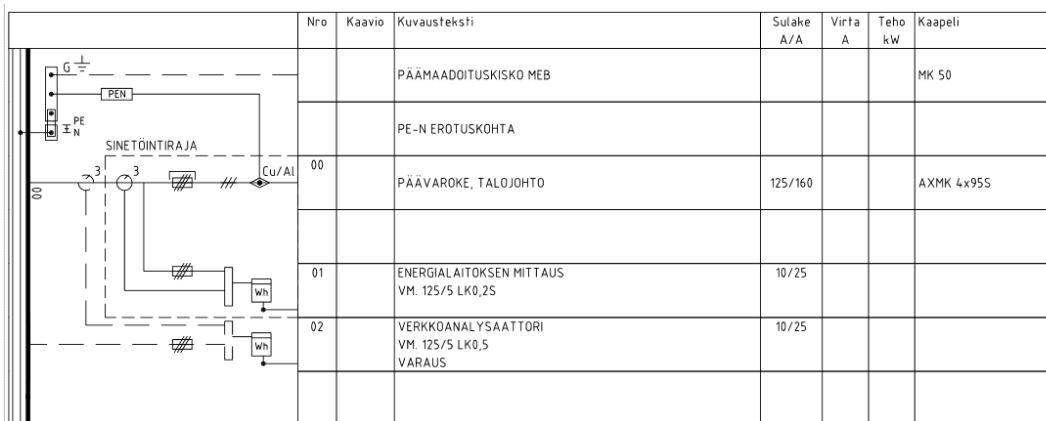 Nro Kaavio Kuvausteksti Sulake Virta Teho Kaapeli
A/A A kW
G
PÄÄMAADOITUSKISKO MEB MK 50
PEN
PE
N
PE-N EROTUSKOHTA
SINETÖINTIRAJA
00
3 3 Cu/Al
PÄÄVAROKE, TALOJOHTO 125/160 AXMK 4x95S
00
01 ENERGIALAITOKSEN MITTAUS 10/25
VM. 125/5 LK0,2S
Wh
02 VERKKOANALYSAATTORI 10/25
VM. 125/5 LK0,5
Wh
VARAUS